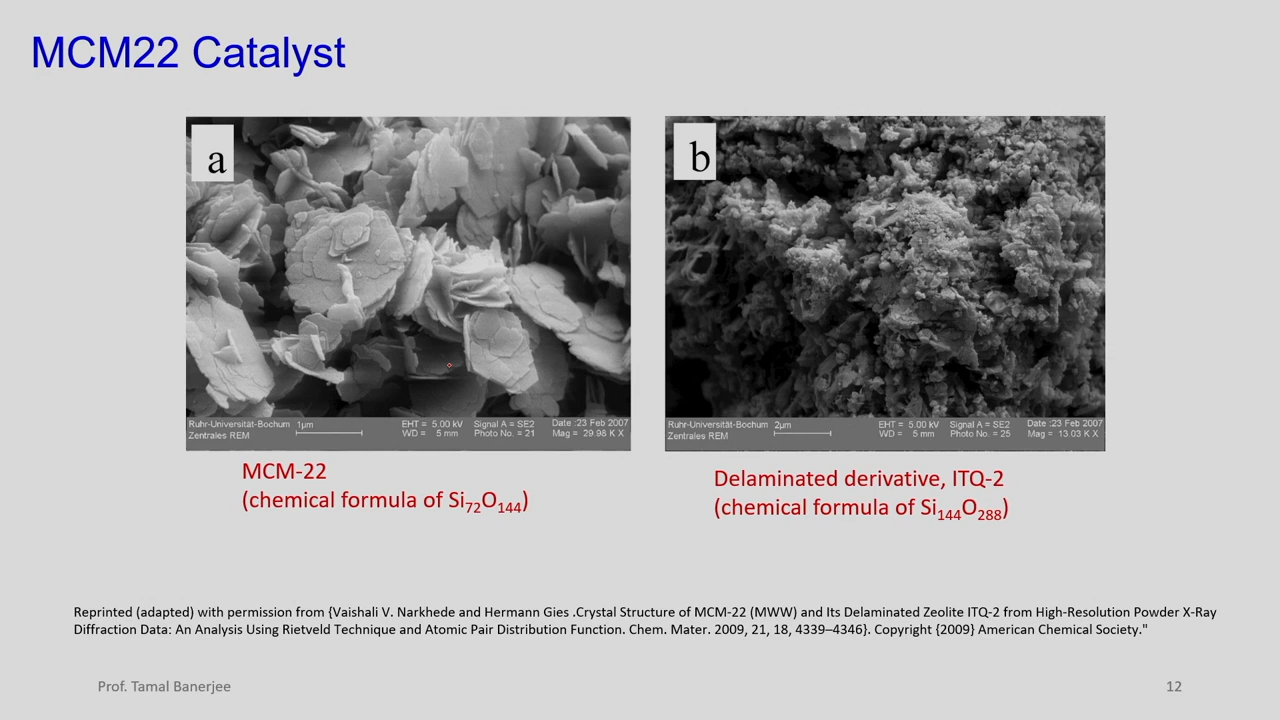 MCM22 Catalyst
a
b
Ruhr-Universität-Bochum 1µm EHT = 5.00 kV Signal A = SE2 Date :23 Feb 2007
Zentrales REM WD = 5 mm Photo No. = 21 Mag = 29.98 K X
Ruhr-Universität-Bochum 2µm EHT = 5.00 kV Signal A = SE2 Date :23 Feb 2007
Zentrales REM WD = 5 mm Photo No. = 25 Mag = 13.03 K X
MCM-22
(chemical formula of Si₇₂O₁₄₄)
Delaminated derivative, ITQ-2
(chemical formula of Si₁₄₄O₂₈₈)
Reprinted (adapted) with permission from {Vaishali V. Narkhede and Hermann Gies .Crystal Structure of MCM-22 (MWW) and Its Delaminated Zeolite ITQ-2 from High-Resolution Powder X-Ray
Diffraction Data: An Analysis Using Rietveld Technique and Atomic Pair Distribution Function. Chem. Mater. 2009, 21, 18, 4339–4346}. Copyright {2009} American Chemical Society."
Prof. Tamal Banerjee
12